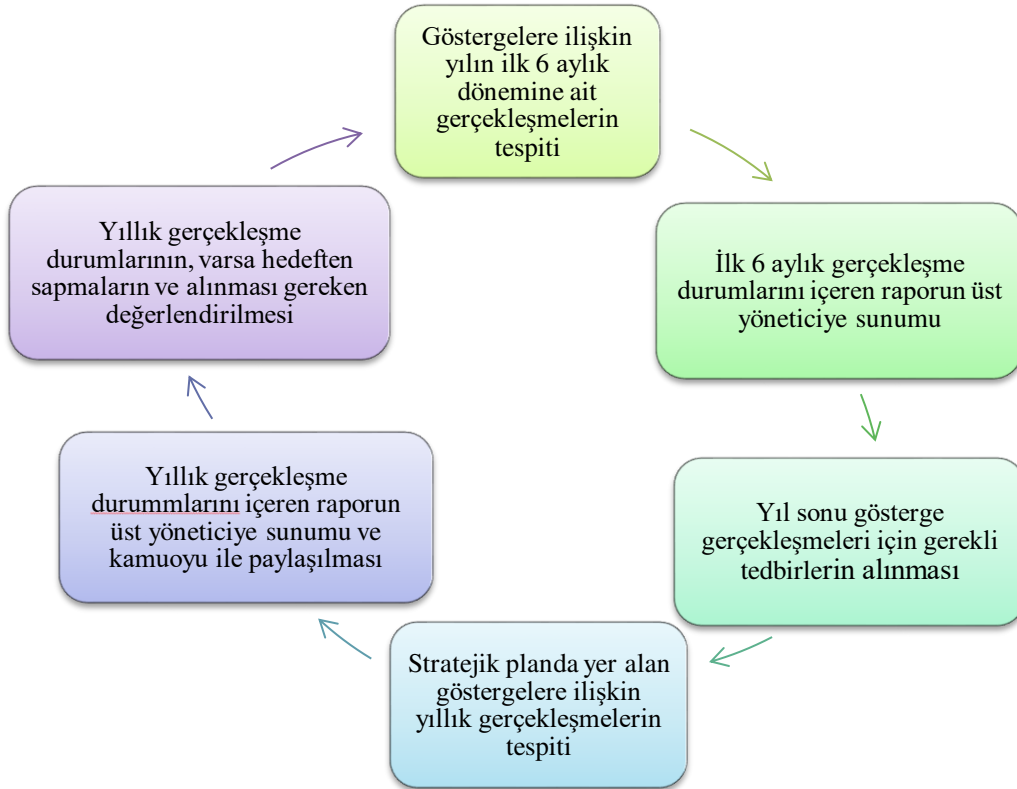 Göstergelere ilişkin
yılın ilk 6 aylık
dönemine ait
gerçekleşmelerin
tespiti
İlk 6 aylık gerçekleşme
durumlarını içeren raporun üst
yöneticiye sunumu
Yıl sonu gösterge
gerçekleşmeleri için gerekli
tedbirlerin alınması
Stratejik planda yer alan
göstergelere ilişkin
yıllık gerçekleşmelerin
tespiti
Yıllık gerçekleşme
durummlarını içeren raporun
üst yöneticiye sunumu ve
kamuoyu ile paylaşılması
Yıllık gerçekleşme
durumlarının, varsa hedeften
sapmaların ve alınması gereken
değerlendirilmesi